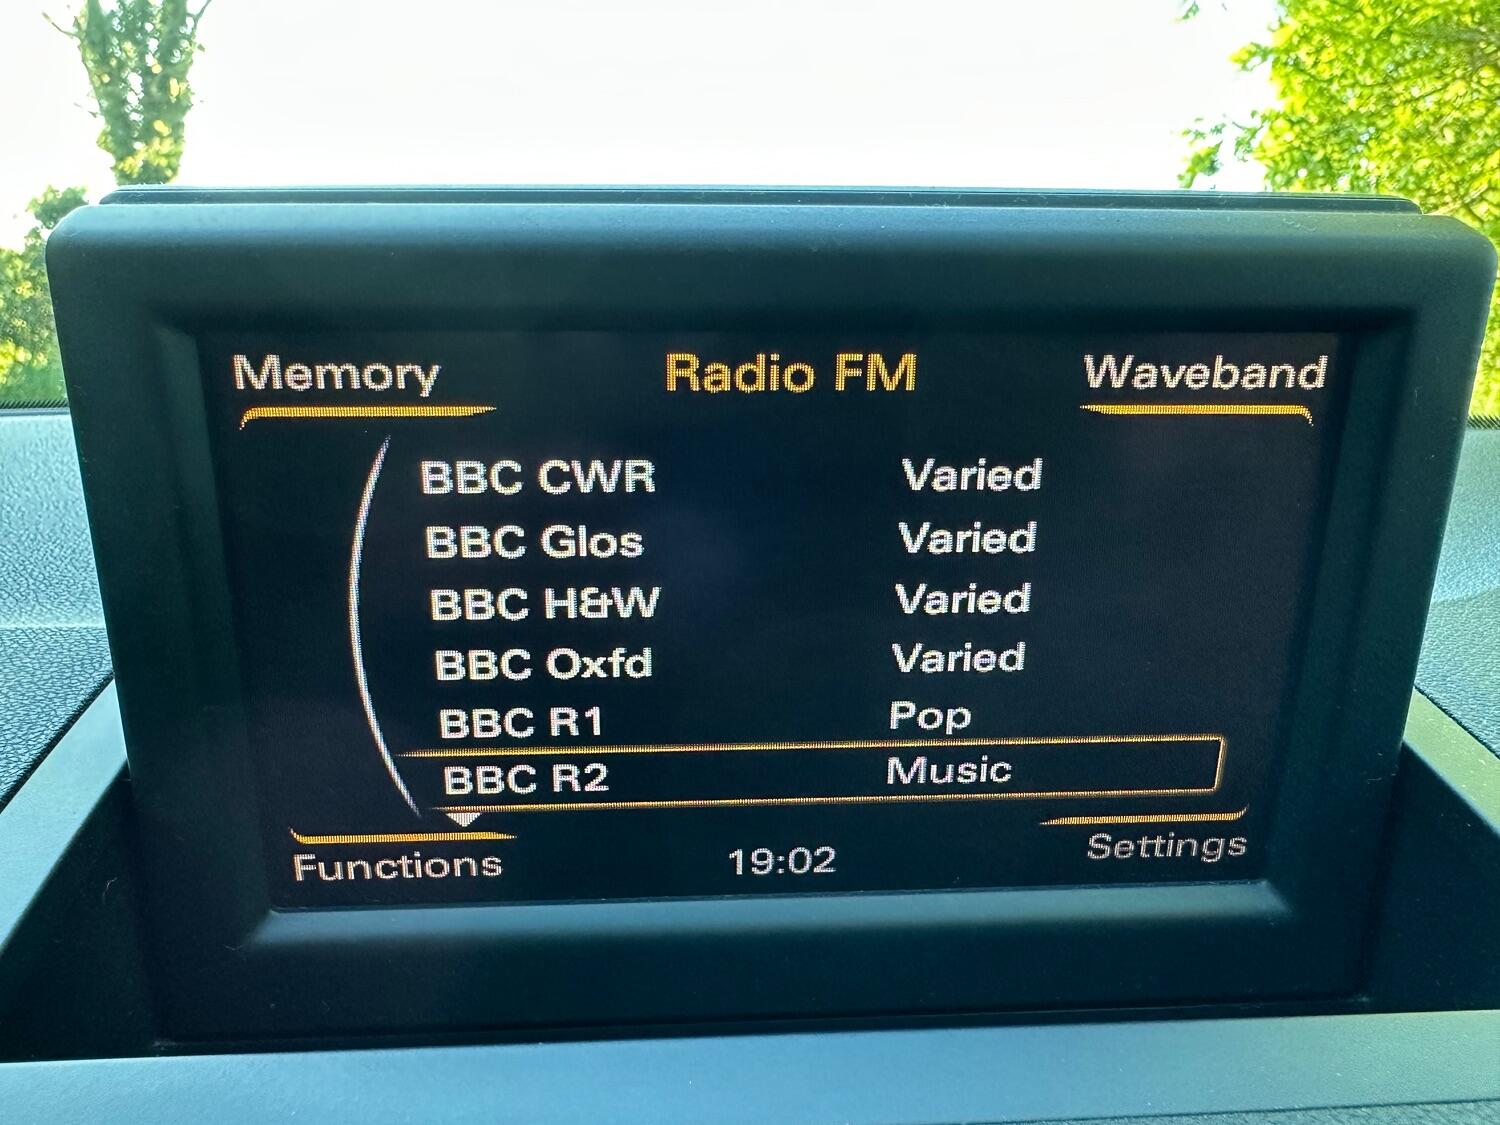 Memory Radio FM Waveband
BBC CWR Varied
BBC Glos Varied
BBC H&W Varied
BBC Oxfd Varied
BBC R1 Pop
BBC R2 Music
Functions 19:02 Settings